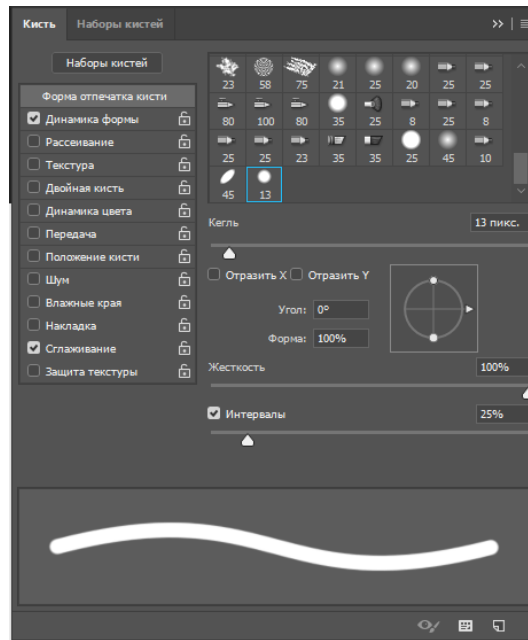 Кисть Наборы кистей
Наборы кистей
Форма отпечатка кисти
Динамика формы
Рассеивание
Текстура
Двойная кисть
Динамика цвета
Передача
Положение кисти
Шум
Влажные края
Накладка
Сглаживание
Защита текстуры
23 58 75 21 25 20 25 25
80 100 80 35 25 8 25 8
25 25 23 35 35 25 45 10
45 13
Кегль 13 пикс.
Отразить X Отразить Y
Угол: 0°
Форма: 100%
Жесткость 100%
Интервалы 25%